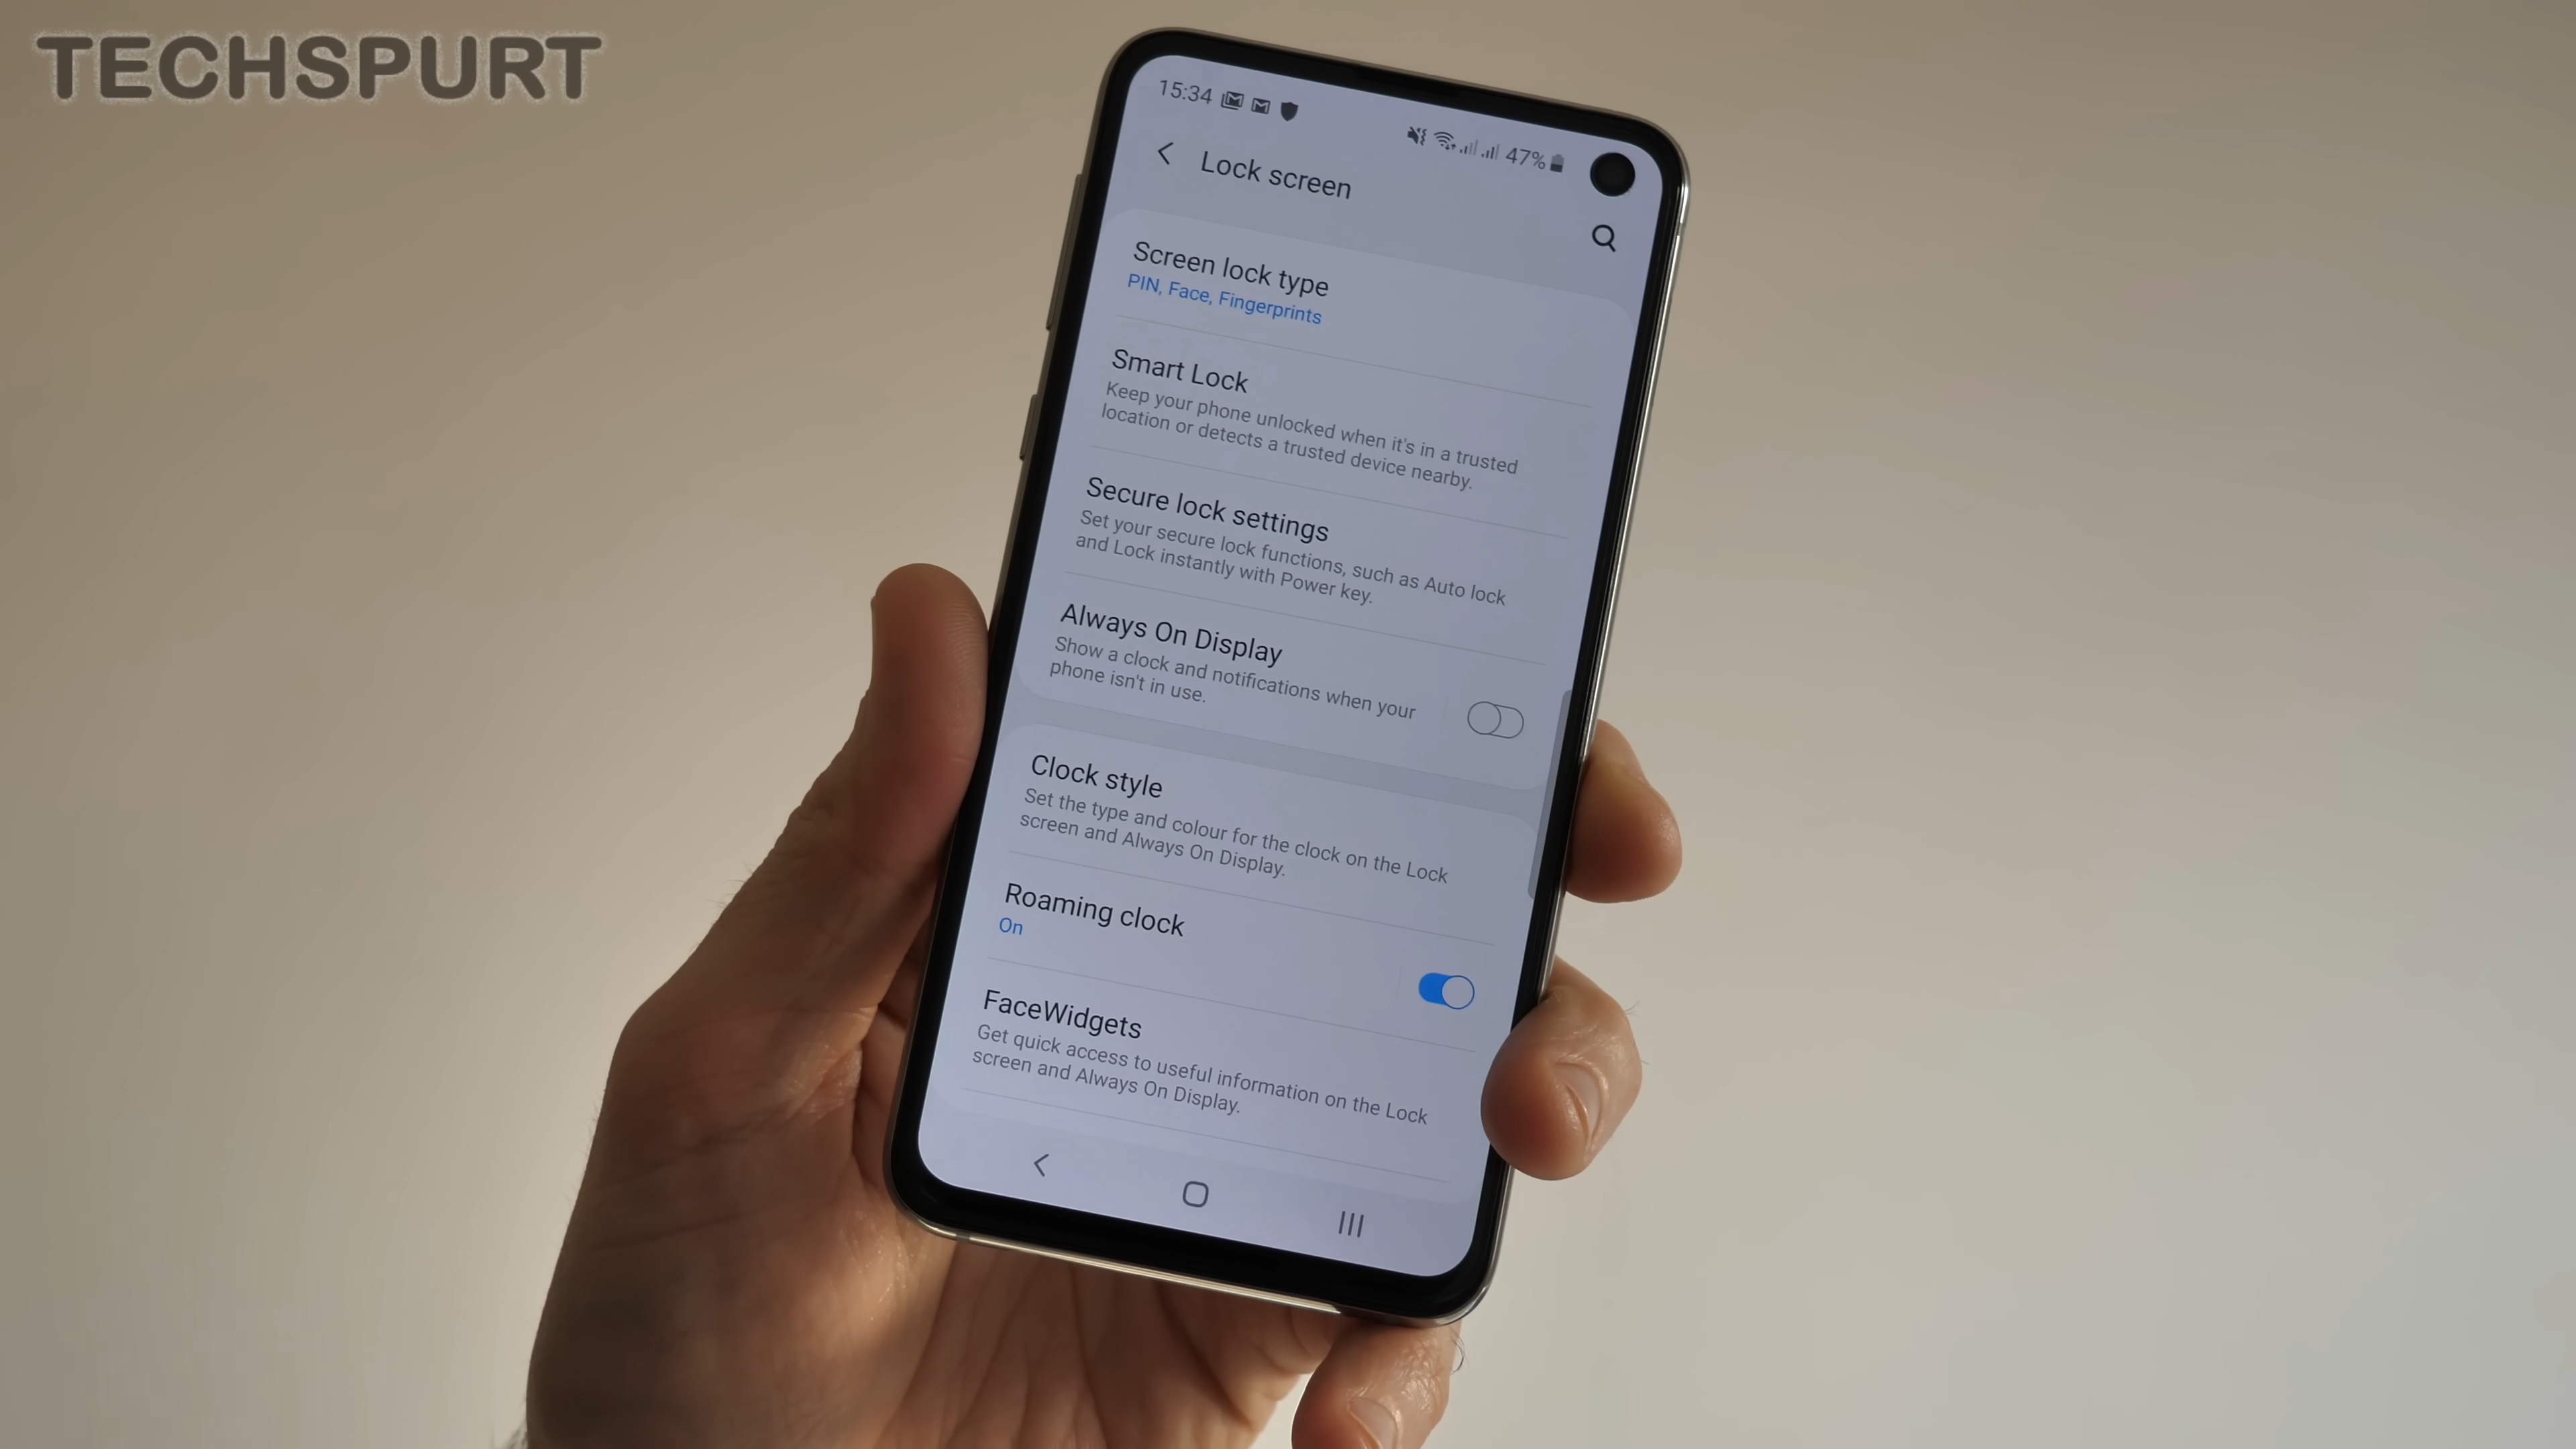 TECHSPURT
15:34
47%
Lock screen
Screen lock type
PIN, Face, Fingerprints
Smart Lock
Keep your phone unlocked when it's in a trusted
location or detects a trusted device nearby.
Secure lock settings
Set your secure lock functions, such as Auto lock
and Lock instantly with Power key.
Always On Display
Show a clock and notifications when your
phone isn't in use.
Clock style
Set the type and colour for the clock on the Lock
screen and Always On Display.
Roaming clock
On
FaceWidgets
Get quick access to useful information on the Lock
screen and Always On Display.